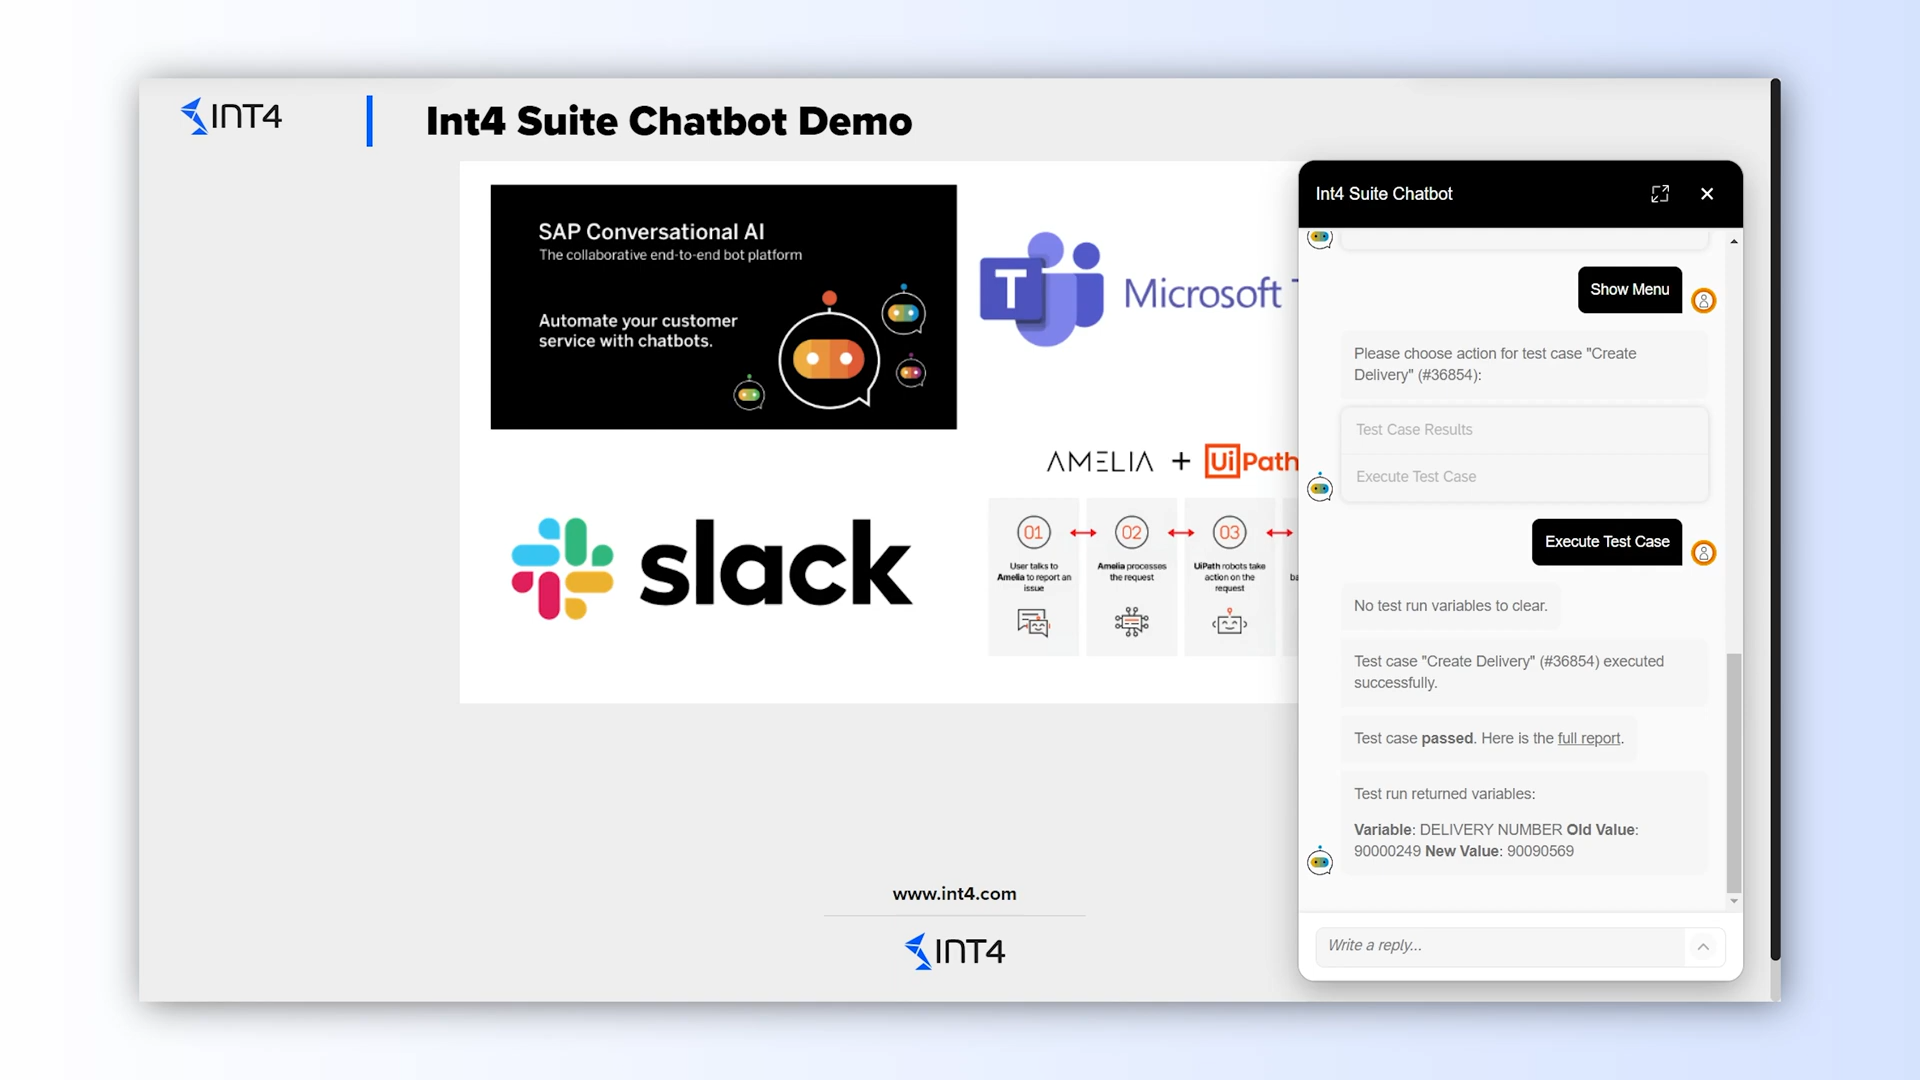 INT4
Int4 Suite Chatbot Demo
SAP Conversational AI
The collaborative end-to-end bot platform
Automate your customer
service with chatbots.
Microsoft
slack
AMELIA + UiPath
01
02
03
User talks to
Amelia to report an
issue
Amelia processes
the request
UiPath robots take
action on the
request
www.int4.com
INT4
Int4 Suite Chatbot
Show Menu
Please choose action for test case "Create
Delivery" (#36854):
Test Case Results
Execute Test Case
Execute Test Case
No test run variables to clear.
Test case "Create Delivery" (#36854) executed
successfully.
Test case passed. Here is the full report.
Test run returned variables:
Variable: DELIVERY NUMBER Old Value:
90000249 New Value: 90090569
Write a reply...